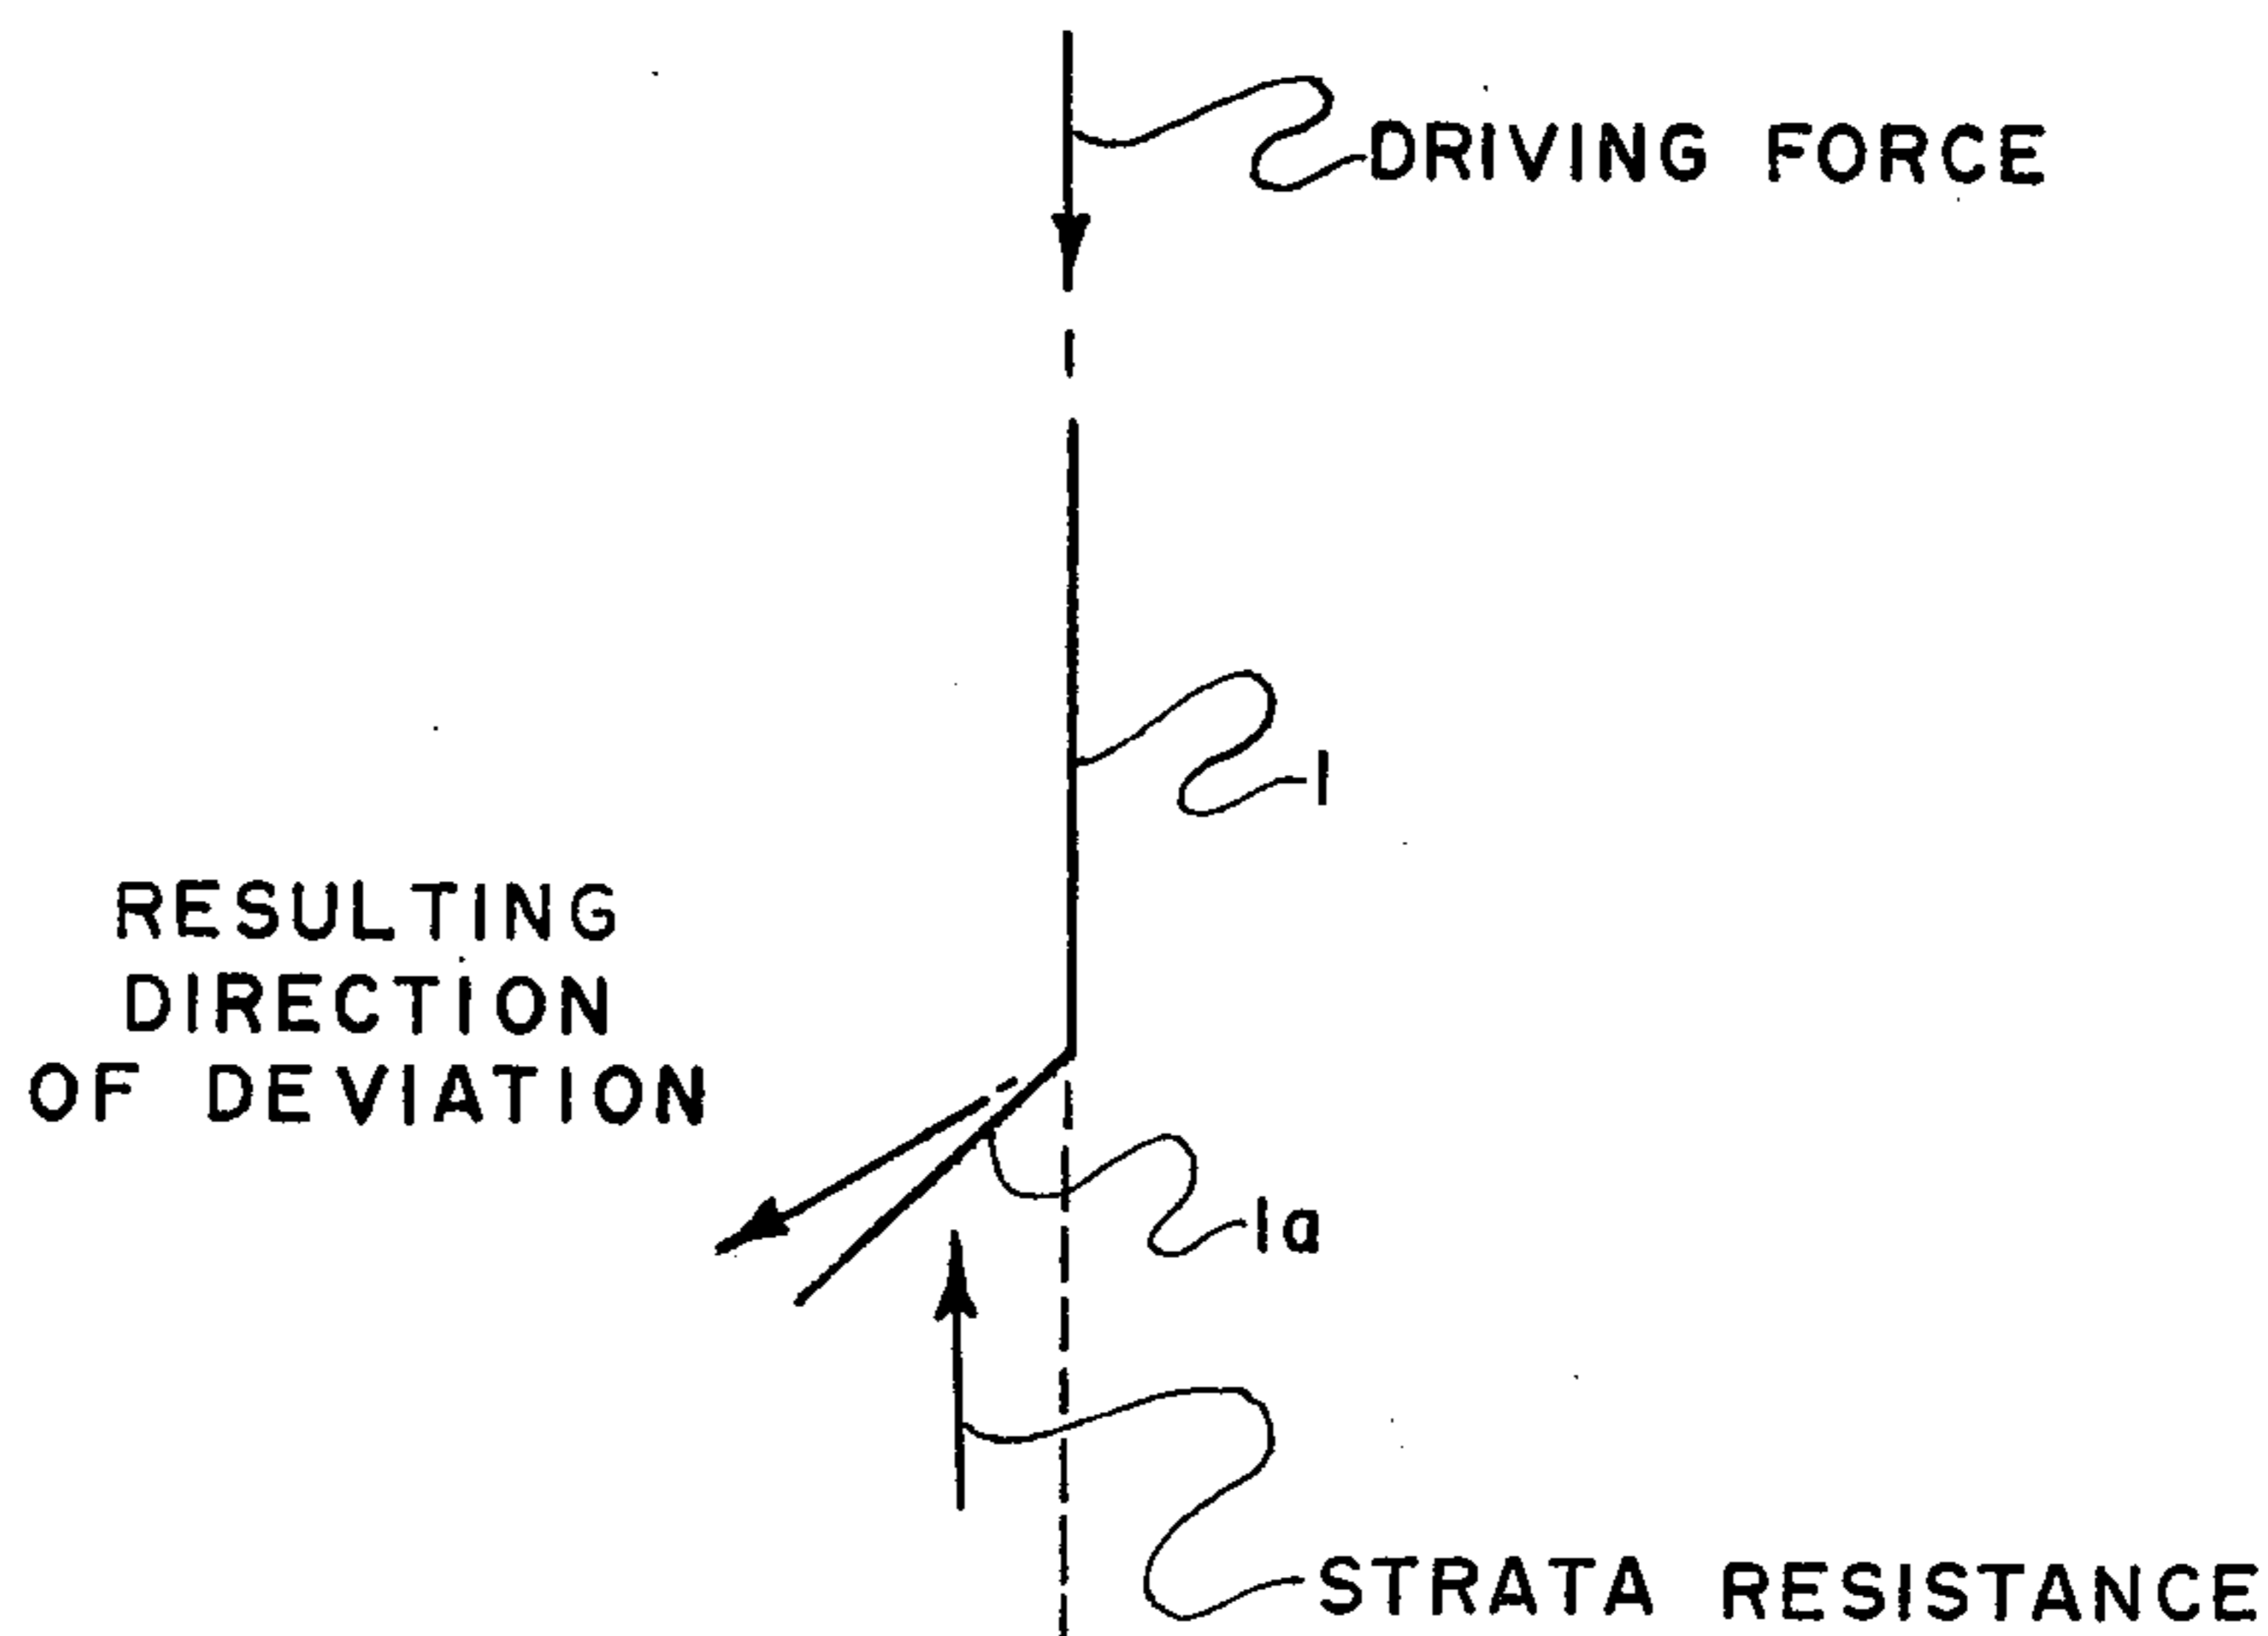 DRIVING FORCE
1
RESULTING
DIRECTION
OF DEVIATION
1a
STRATA RESISTANCE